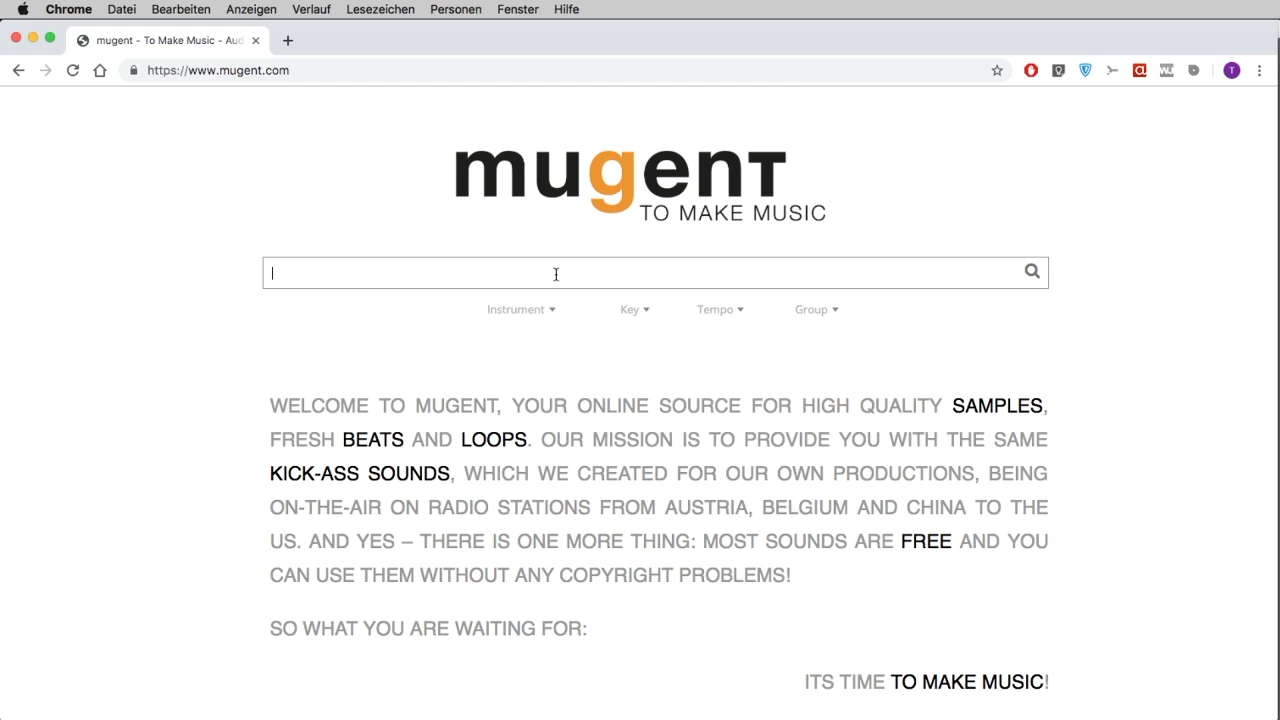 Chrome Datei Bearbeiten Anzeigen Verlauf Lesezeichen Personen Fenster Hilfe
mugent - To Make Music - Aud
https://www.mugent.com
T
mugenT
TO MAKE MUSIC
Instrument Key Tempo Group
WELCOME TO MUGENT, YOUR ONLINE SOURCE FOR HIGH QUALITY SAMPLES,
FRESH BEATS AND LOOPS. OUR MISSION IS TO PROVIDE YOU WITH THE SAME
KICK-ASS SOUNDS, WHICH WE CREATED FOR OUR OWN PRODUCTIONS, BEING
ON-THE-AIR ON RADIO STATIONS FROM AUSTRIA, BELGIUM AND CHINA TO THE
US. AND YES – THERE IS ONE MORE THING: MOST SOUNDS ARE FREE AND YOU
CAN USE THEM WITHOUT ANY COPYRIGHT PROBLEMS!
SO WHAT YOU ARE WAITING FOR:
ITS TIME TO MAKE MUSIC!